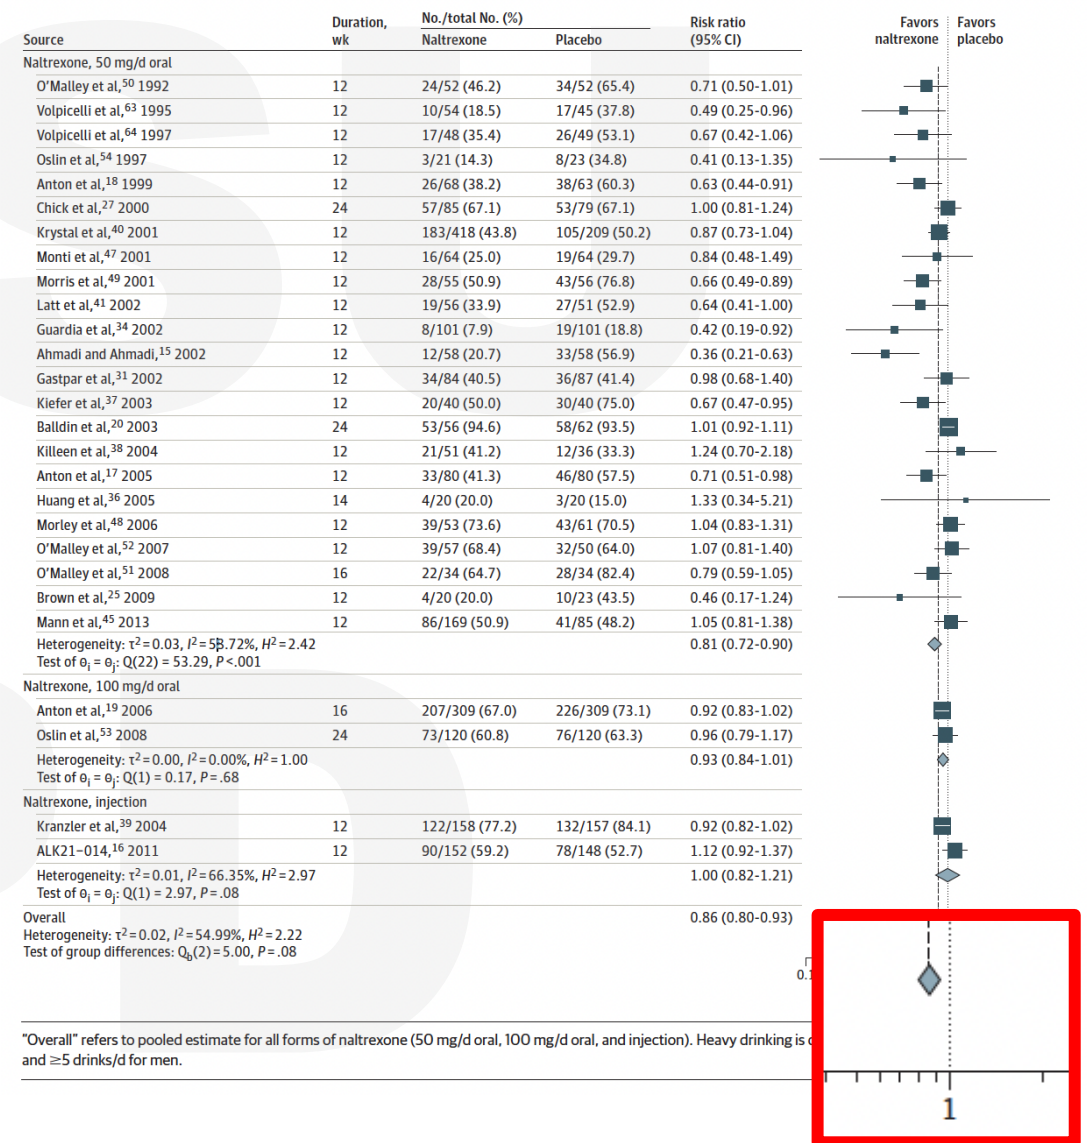 Duration, No./total No. (%) Risk ratio Favors Favors
Source wk Naltrexone Placebo (95% CI) naltrexone placebo
Naltrexone, 50 mg/d oral
O'Malley et al,50 1992 12 24/52 (46.2) 34/52 (65.4) 0.71 (0.50-1.01)
Volpicelli et al,63 1995 12 10/54 (18.5) 17/45 (37.8) 0.49 (0.25-0.96)
Volpicelli et al,64 1997 12 17/48 (35.4) 26/49 (53.1) 0.67 (0.42-1.06)
Oslin et al,54 1997 12 3/21 (14.3) 8/23 (34.8) 0.41 (0.13-1.35)
Anton et al,18 1999 12 26/68 (38.2) 38/63 (60.3) 0.63 (0.44-0.91)
Chick et al,27 2000 24 57/85 (67.1) 53/79 (67.1) 1.00 (0.81-1.24)
Krystal et al,40 2001 12 183/418 (43.8) 105/209 (50.2) 0.87 (0.73-1.04)
Monti et al,47 2001 12 16/64 (25.0) 19/64 (29.7) 0.84 (0.48-1.49)
Morris et al,49 2001 12 28/55 (50.9) 43/56 (76.8) 0.66 (0.49-0.89)
Latt et al,41 2002 12 19/56 (33.9) 27/51 (52.9) 0.64 (0.41-1.00)
Guardia et al,34 2002 12 8/101 (7.9) 19/101 (18.8) 0.42 (0.19-0.92)
Ahmadi and Ahmadi,15 2002 12 12/58 (20.7) 33/58 (56.9) 0.36 (0.21-0.63)
Gastpar et al,31 2002 12 34/84 (40.5) 36/87 (41.4) 0.98 (0.68-1.40)
Kiefer et al,37 2003 12 20/40 (50.0) 30/40 (75.0) 0.67 (0.47-0.95)
Balldin et al,20 2003 24 53/56 (94.6) 58/62 (93.5) 1.01 (0.92-1.11)
Killeen et al,38 2004 12 21/51 (41.2) 12/36 (33.3) 1.24 (0.70-2.18)
Anton et al,17 2005 12 33/80 (41.3) 46/80 (57.5) 0.71 (0.51-0.98)
Huang et al,36 2005 14 4/20 (20.0) 3/20 (15.0) 1.33 (0.34-5.21)
Morley et al,48 2006 12 39/53 (73.6) 43/61 (70.5) 1.04 (0.83-1.31)
O'Malley et al,52 2007 12 39/57 (68.4) 32/50 (64.0) 1.07 (0.81-1.40)
O'Malley et al,51 2008 16 22/34 (64.7) 28/34 (82.4) 0.79 (0.59-1.05)
Brown et al,25 2009 12 4/20 (20.0) 10/23 (43.5) 0.46 (0.17-1.24)
Mann et al,45 2013 12 86/169 (50.9) 41/85 (48.2) 1.05 (0.81-1.38)
Heterogeneity: τ2=0.03, I2=58.72%, H2=2.42 0.81 (0.72-0.90)
Test of θi = θj: Q(22) = 53.29, P<.001
Naltrexone, 100 mg/d oral
Anton et al,19 2006 16 207/309 (67.0) 226/309 (73.1) 0.92 (0.83-1.02)
Oslin et al,53 2008 24 73/120 (60.8) 76/120 (63.3) 0.96 (0.79-1.17)
Heterogeneity: τ2=0.00, I2=0.00%, H2=1.00 0.93 (0.84-1.01)
Test of θi = θj: Q(1) = 0.17, P=.68
Naltrexone, injection
Kranzler et al,39 2004 12 122/158 (77.2) 132/157 (84.1) 0.92 (0.82-1.02)
ALK21-014,16 2011 12 90/152 (59.2) 78/148 (52.7) 1.12 (0.92-1.37)
Heterogeneity: τ2=0.01, I2=66.35%, H2=2.97 1.00 (0.82-1.21)
Test of θi = θj: Q(1) = 2.97, P=.08
Overall 0.86 (0.80-0.93)
Heterogeneity: τ2=0.02, I2=54.99%, H2=2.22
Test of group differences: Qb(2)=5.00, P=.08
1
"Overall" refers to pooled estimate for all forms of naltrexone (50 mg/d oral, 100 mg/d oral, and injection). Heavy drinking is
and ≥5 drinks/d for men.